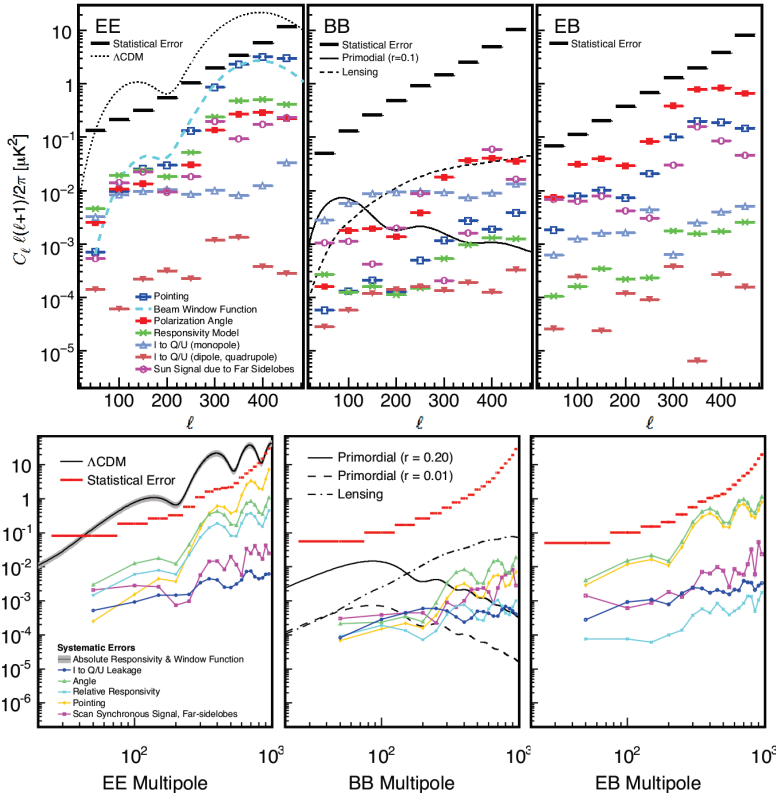 EE
Statistical Error
ΛCDM
BB
Statistical Error
Primodial (r=0.1)
Lensing
EB
Statistical Error
C_ℓ ℓ(ℓ+1)/2π [μK²]
10
1
10⁻¹
10⁻²
10⁻³
10⁻⁴
10⁻⁵
Pointing
Beam Window Function
Polarization Angle
Responsivity Model
I to Q/U (monopole)
I to Q/U (dipole, quadrupole)
Sun Signal due to Far Sidelobes
100 200 300 400
100 200 300 400
100 200 300 400
ℓ
ℓ
ℓ
ΛCDM
Statistical Error
Primordial (r = 0.20)
Primordial (r = 0.01)
Lensing
10
1
10⁻¹
10⁻²
10⁻³
10⁻⁴
10⁻⁵
10⁻⁶
Systematic Errors
Absolute Responsivity & Window Function
I to Q/U Leakage
Angle
Relative Responsivity
Pointing
Scan Synchronous Signal, Far-sidelobes
10² 10³
10² 10³
10² 10³
EE Multipole
BB Multipole
EB Multipole